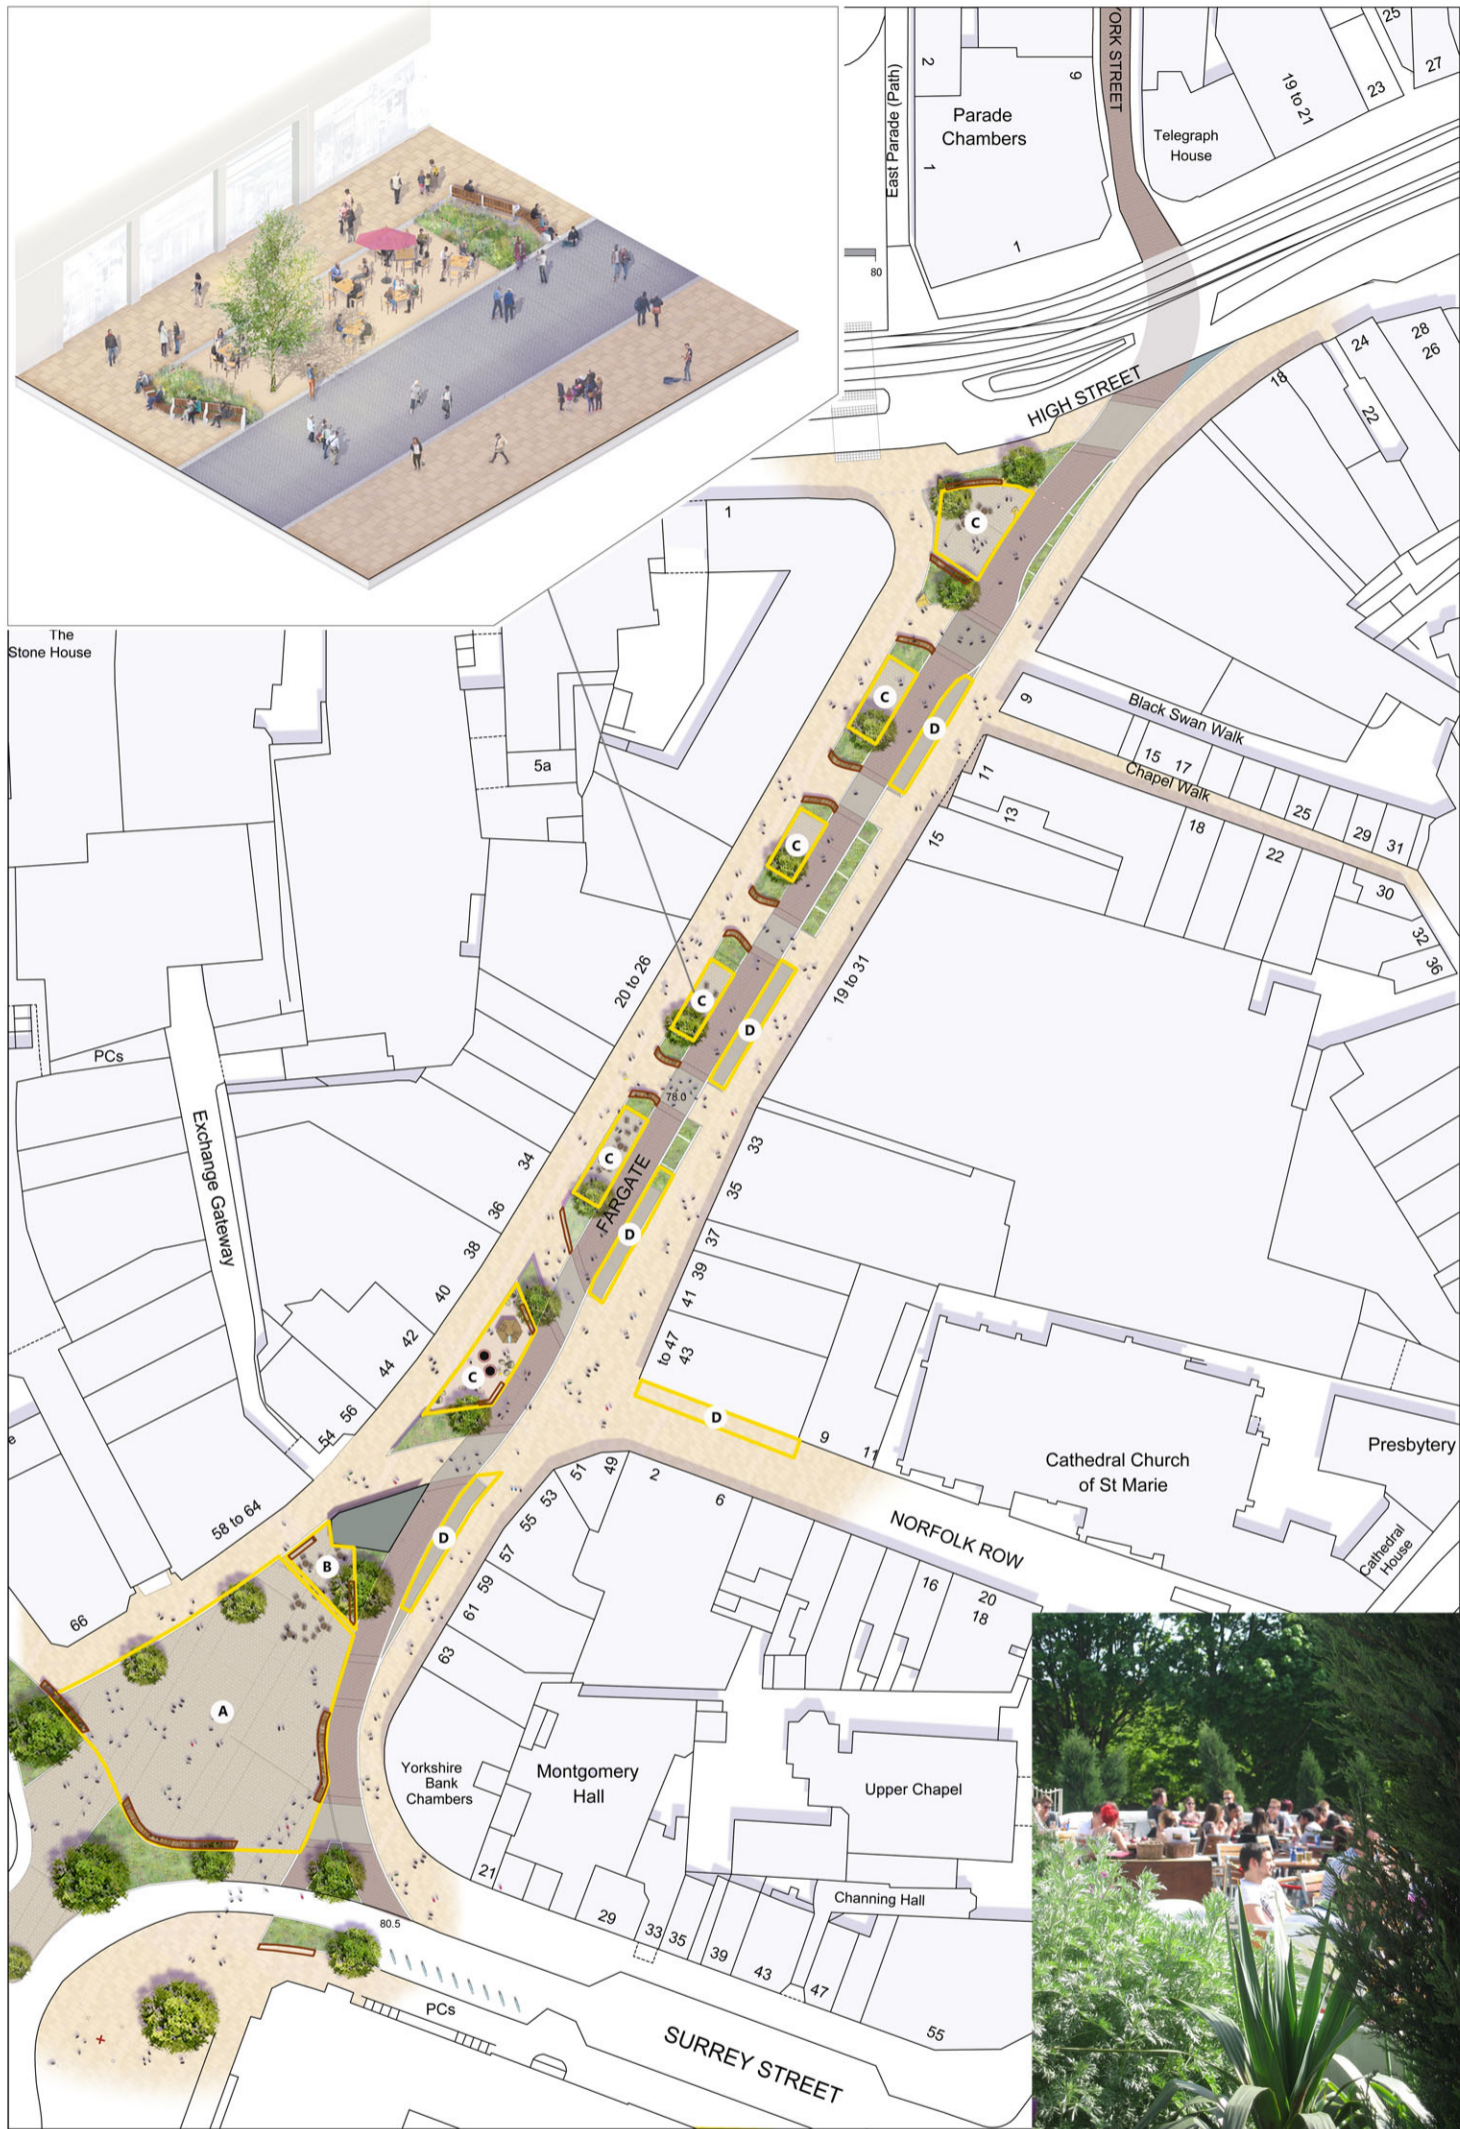 YORK STREET
East Parade (Path)
2
9
Parade
Chambers
1
1
Telegraph
House
19 to 21
23
25
27
80
HIGH STREET
18
24
28
26
22
1
C
The
Stone House
5a
C
D
9
Black Swan Walk
15
17
Chapel Walk
11
13
15
18
22
25
29
31
30
32
36
C
20 to 26
C
D
19 to 31
PCs
Exchange Gateway
78.0
34
36
38
40
42
44
54
56
C
FARGATE
D
33
35
37
39
41
to 47
43
C
D
9
11
Cathedral Church
of St Marie
Presbytery
Cathedral
House
e
58 to 64
66
51
49
53
55
57
59
61
63
2
6
NORFOLK ROW
16
20
18
D
B
A
Yorkshire
Bank
Chambers
Montgomery
Hall
Upper Chapel
Channing Hall
21
29
33
35
39
43
47
55
80.5
PCs
SURREY STREET